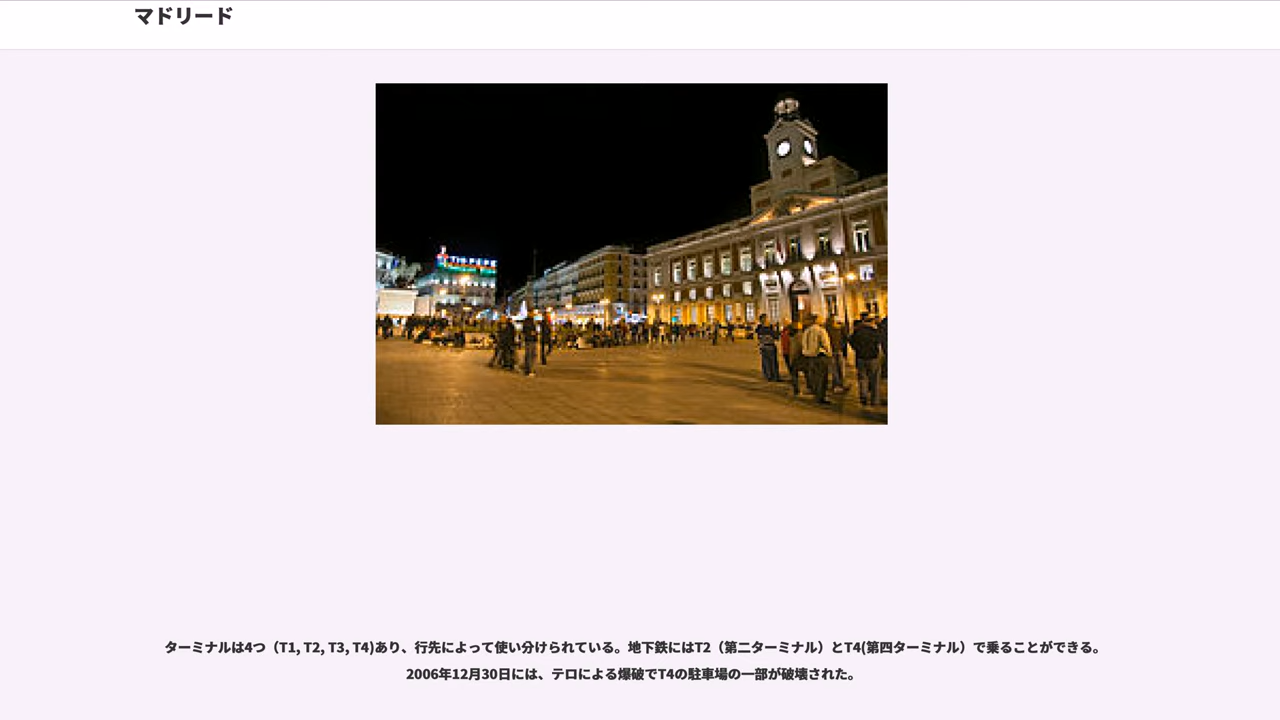 マドリード
TIO PEPE
ターミナルは4つ（T1, T2, T3, T4)あり、行先によって使い分けられている。地下鉄にはT2（第二ターミナル）とT4(第四ターミナル）で乗ることができる。
2006年12月30日には、テロによる爆破でT4の駐車場の一部が破壊された。